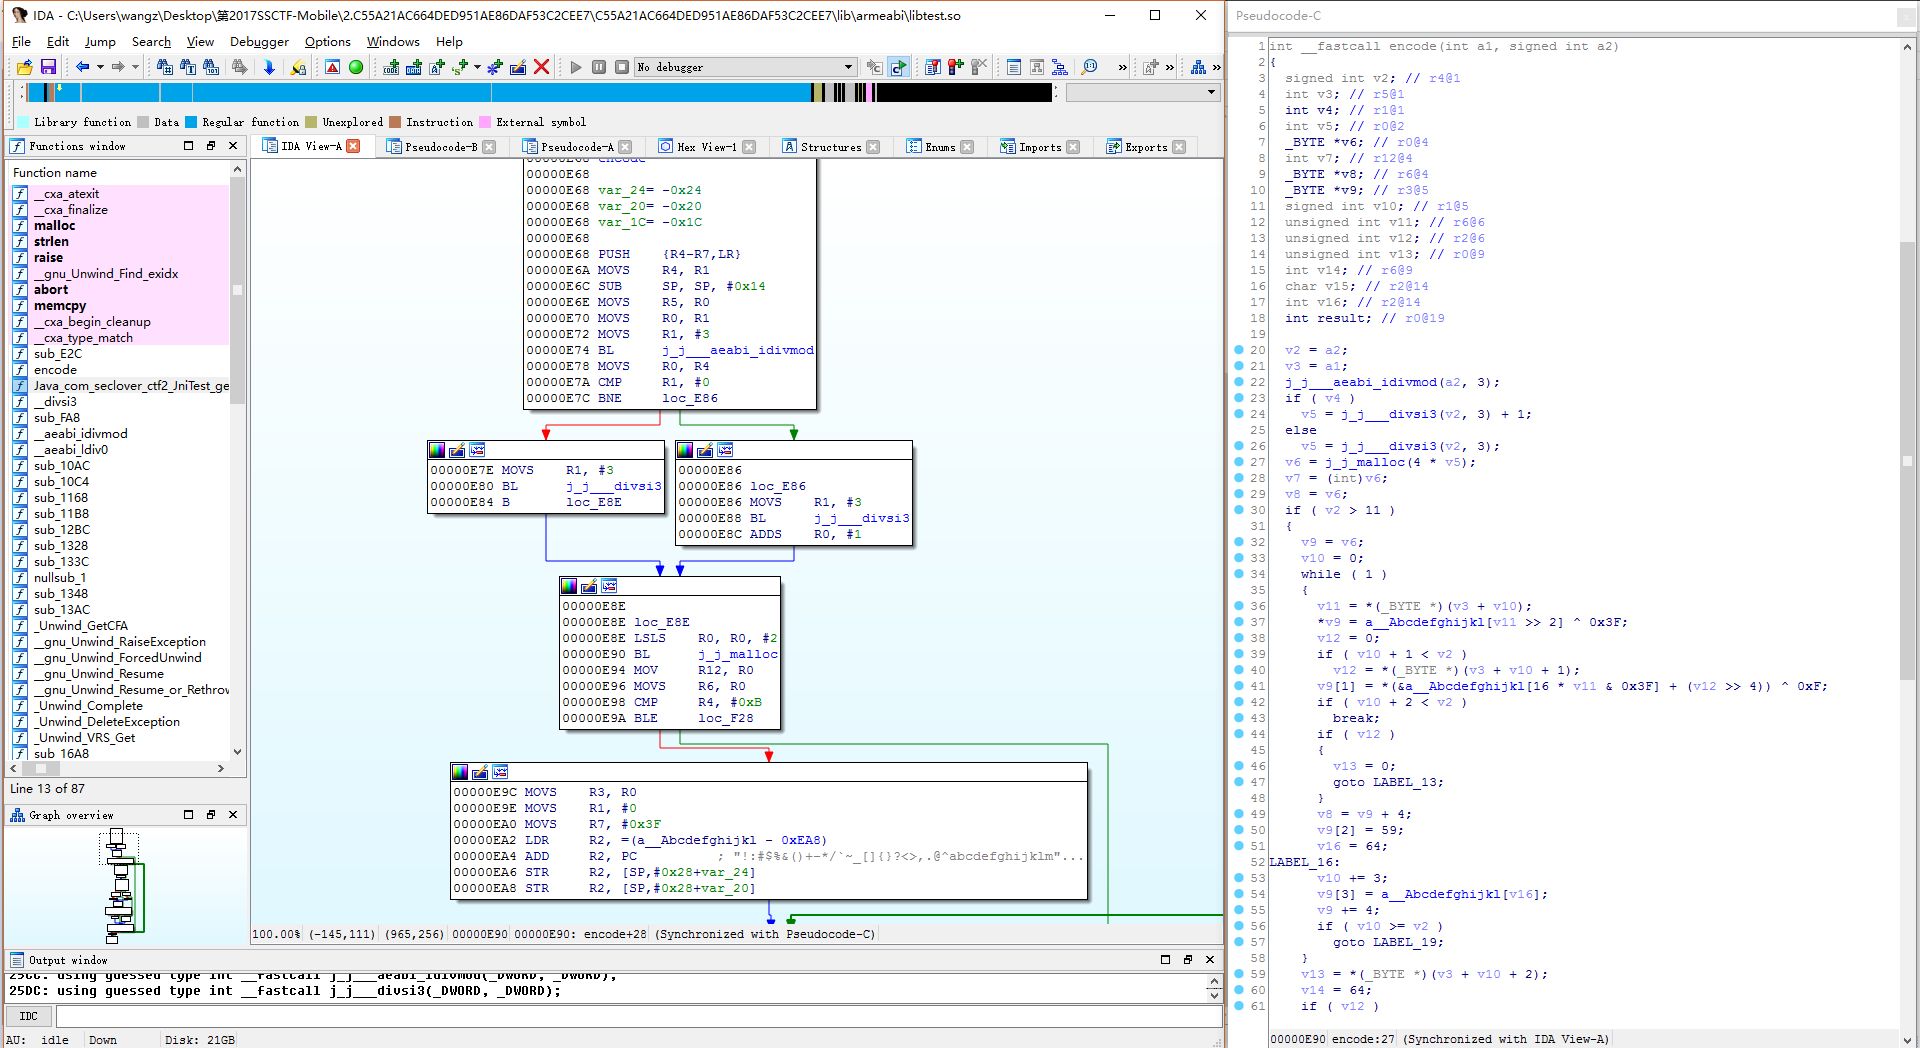 IDA - C:\Users\wangz\Desktop\第2017SSCTF-Mobile\2.C55A21AC664DED951AE86DAF53C2CEE7\C55A21AC664DED951AE86DAF53C2CEE7\lib\armeabi\libtest.so
File Edit Jump Search View Debugger Options Windows Help
No debugger
Library function Data Regular function Unexplored Instruction External symbol
Functions window
Function name
__cxa_atexit
__cxa_finalize
malloc
strlen
raise
__gnu_Unwind_Find_exidx
abort
memcpy
__cxa_begin_cleanup
__cxa_type_match
sub_E2C
encode
Java_com_seclover_ctf2_JniTest_ge
__divsi3
sub_FA8
__aeabi_idivmod
__aeabi_ldiv0
sub_10AC
sub_10C4
sub_1168
sub_11B8
sub_12BC
sub_1328
sub_133C
nullsub_1
sub_1348
sub_13AC
_Unwind_GetCFA
__gnu_Unwind_RaiseException
__gnu_Unwind_ForcedUnwind
__gnu_Unwind_Resume
__gnu_Unwind_Resume_or_Rethrow
_Unwind_Complete
_Unwind_DeleteException
_Unwind_VRS_Get
sub_16A8
Line 13 of 87
Graph overview
IDA View-A Pseudocode-B Pseudocode-A Hex View-1 Structures Enums Imports Exports
00000E68 encode
00000E68
00000E68 var_24= -0x24
00000E68 var_20= -0x20
00000E68 var_1C= -0x1C
00000E68
00000E68 PUSH {R4-R7,LR}
00000E6A MOVS R4, R1
00000E6C SUB SP, SP, #0x14
00000E6E MOVS R5, R0
00000E70 MOVS R0, R1
00000E72 MOVS R1, #3
00000E74 BL j_j___aeabi_idivmod
00000E78 MOVS R0, R4
00000E7A CMP R1, #0
00000E7C BNE loc_E86
00000E7E MOVS R1, #3
00000E80 BL j_j___divsi3
00000E84 B loc_E8E
00000E86
00000E86 loc_E86
00000E86 MOVS R1, #3
00000E88 BL j_j___divsi3
00000E8C ADDS R0, #1
00000E8E
00000E8E loc_E8E
00000E8E LSLS R0, R0, #2
00000E90 BL j_j_malloc
00000E94 MOV R12, R0
00000E96 MOVS R6, R0
00000E98 CMP R4, #0xB
00000E9A BLE loc_F28
00000E9C MOVS R3, R0
00000E9E MOVS R1, #0
00000EA0 MOVS R7, #0x3F
00000EA2 LDR R2, =(a__Abcdefghijkl - 0xEA8)
00000EA4 ADD R2, PC ; "!:#$%&()+-*/`~_[]{}?<>,.@^abcdefghijklm"...
00000EA6 STR R2, [SP,#0x28+var_24]
00000EA8 STR R2, [SP,#0x28+var_20]
100.00% (-145,111) (965,256) 00000E90 00000E90: encode+28 (Synchronized with Pseudocode-C)
Output window
25CC: using guessed type int __fastcall j_j___aeabi_idivmod(_DWORD, _DWORD);
25DC: using guessed type int __fastcall j_j___divsi3(_DWORD, _DWORD);
IDC
AU: idle Down Disk: 21GB
Pseudocode-C
1 int __fastcall encode(int a1, signed int a2)
2 {
3 signed int v2; // r4@1
4 int v3; // r5@1
5 int v4; // r1@1
6 int v5; // r0@2
7 _BYTE *v6; // r0@4
8 int v7; // r12@4
9 _BYTE *v8; // r6@4
10 _BYTE *v9; // r3@5
11 signed int v10; // r1@5
12 unsigned int v11; // r6@6
13 unsigned int v12; // r2@6
14 unsigned int v13; // r0@9
15 int v14; // r6@9
16 char v15; // r2@14
17 int v16; // r2@14
18 int result; // r0@19
19
20 v2 = a2;
21 v3 = a1;
22 j_j___aeabi_idivmod(a2, 3);
23 if ( v4 )
24 v5 = j_j___divsi3(v2, 3) + 1;
25 else
26 v5 = j_j___divsi3(v2, 3);
27 v6 = j_j_malloc(4 * v5);
28 v7 = (int)v6;
29 v8 = v6;
30 if ( v2 > 11 )
31 {
32 v9 = v6;
33 v10 = 0;
34 while ( 1 )
35 {
36 v11 = *(_BYTE *)(v3 + v10);
37 *v9 = a__Abcdefghijkl[v11 >> 2] ^ 0x3F;
38 v12 = 0;
39 if ( v10 + 1 < v2 )
40 v12 = *(_BYTE *)(v3 + v10 + 1);
41 v9[1] = *(&a__Abcdefghijkl[16 * v11 & 0x3F] + (v12 >> 4)) ^ 0xF;
42 if ( v10 + 2 < v2 )
43 break;
44 if ( v12 )
45 {
46 v13 = 0;
47 goto LABEL_13;
48 }
49 v8 = v9 + 4;
50 v9[2] = 59;
51 v16 = 64;
52 LABEL_16:
53 v10 += 3;
54 v9[3] = a__Abcdefghijkl[v16];
55 v9 += 4;
56 if ( v10 >= v2 )
57 goto LABEL_19;
58 }
59 v13 = *(_BYTE *)(v3 + v10 + 2);
60 v14 = 64;
61 if ( v12 )
00000E90 encode:27 (Synchronized with IDA View-A)